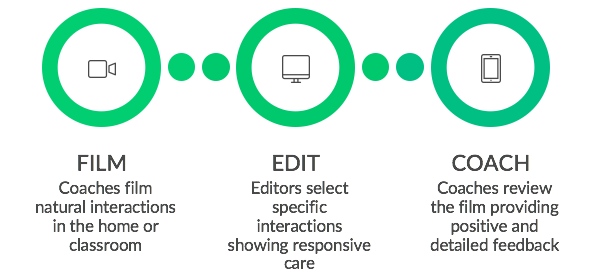 FILM
Coaches film
natural interactions
in the home or
classroom
EDIT
Editors select
specific
interactions
showing responsive
care
COACH
Coaches review
the film providing
positive and
detailed feedback